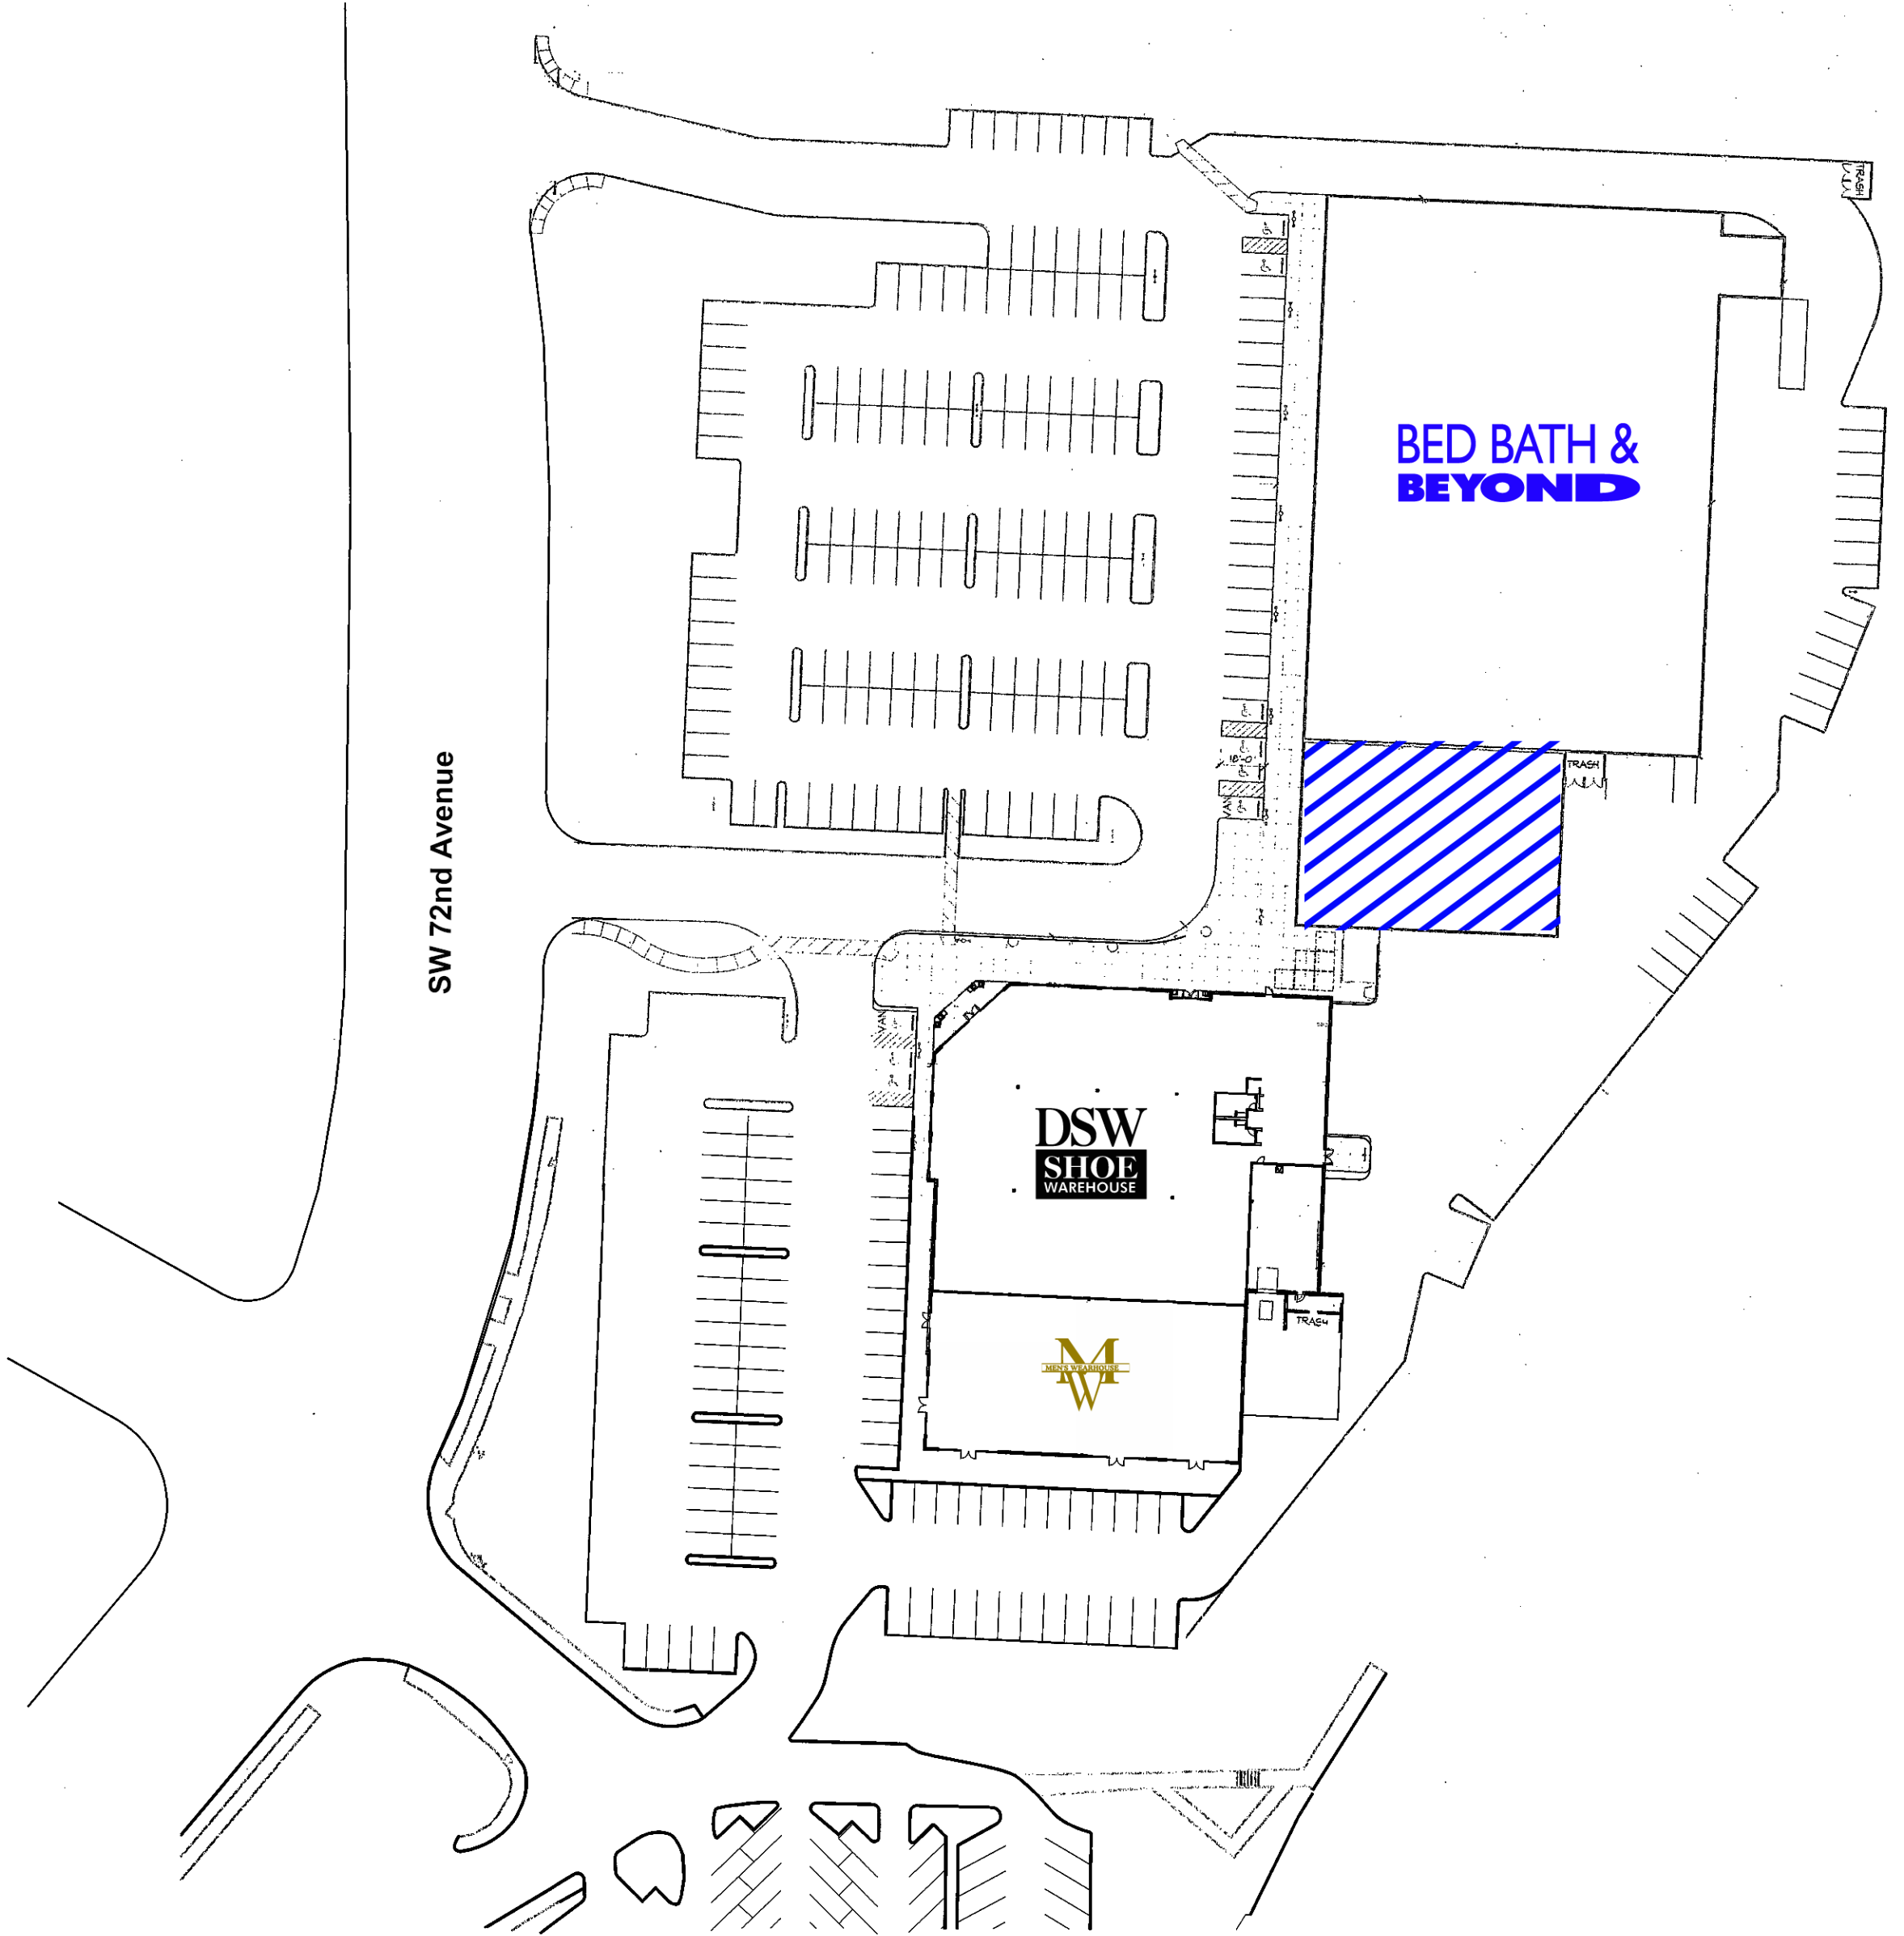 TRASH
BED BATH &
BEYOND
SW 72nd Avenue
18'-0"
TRASH
VAN
VAN
DSW
SHOE
WAREHOUSE
TRASH
M
MEN'S WEARHOUSE
W